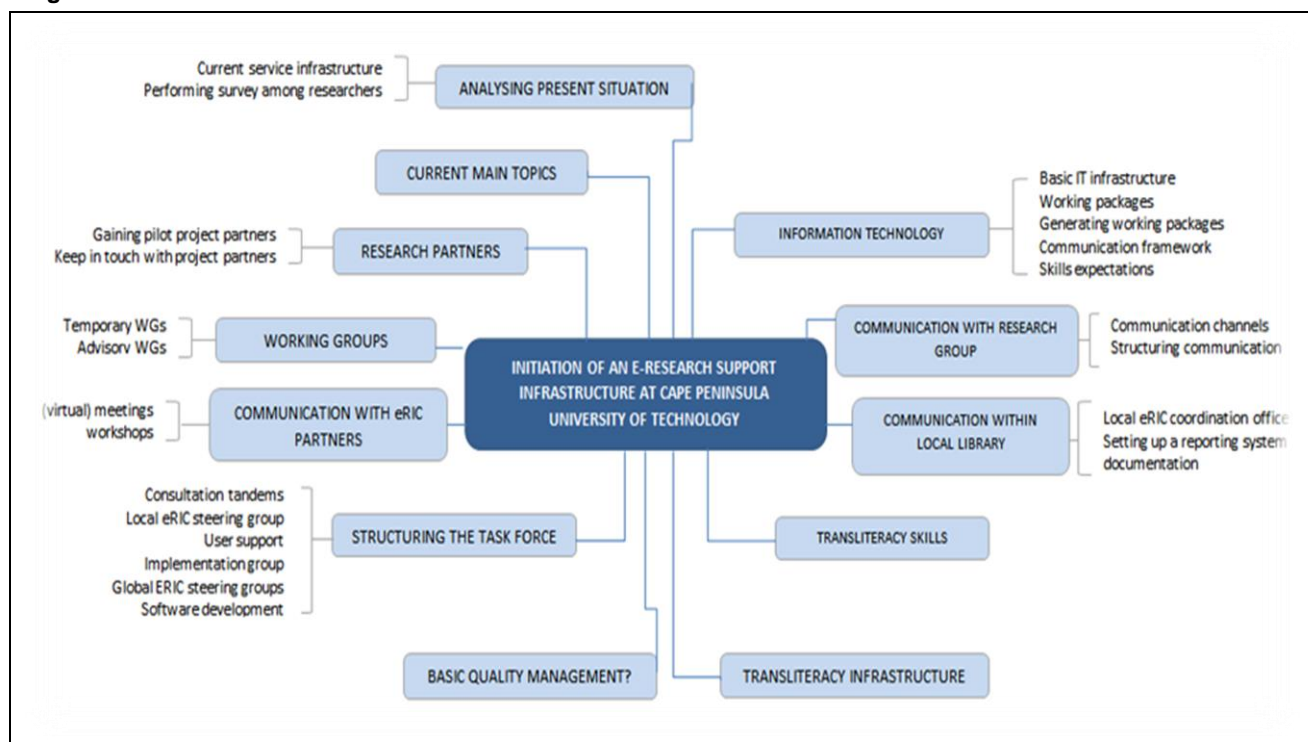 Current service infrastructure
Performing survey among researchers
ANALYSING PRESENT SITUATION
CURRENT MAIN TOPICS
Gaining pilot project partners
Keep in touch with project partners
RESEARCH PARTNERS
Temporary WGs
Advisory WGs
WORKING GROUPS
(virtual) meetings
workshops
COMMUNICATION WITH eRIC
PARTNERS
Consultation tandems
Local eRIC steering group
User support
Implementation group
Global ERIC steering groups
Software development
STRUCTURING THE TASK FORCE
BASIC QUALITY MANAGEMENT?
INITIATION OF AN E-RESEARCH SUPPORT
INFRASTRUCTURE AT CAPE PENINSULA
UNIVERSITY OF TECHNOLOGY
INFORMATION TECHNOLOGY
Basic IT infrastructure
Working packages
Generating working packages
Communication framework
Skills expectations
COMMUNICATION WITH RESEARCH
GROUP
Communication channels
Structuring communication
COMMUNICATION WITHIN
LOCAL LIBRARY
Local eRIC coordination office
Setting up a reporting system
documentation
TRANSLITERACY SKILLS
TRANSLITERACY INFRASTRUCTURE